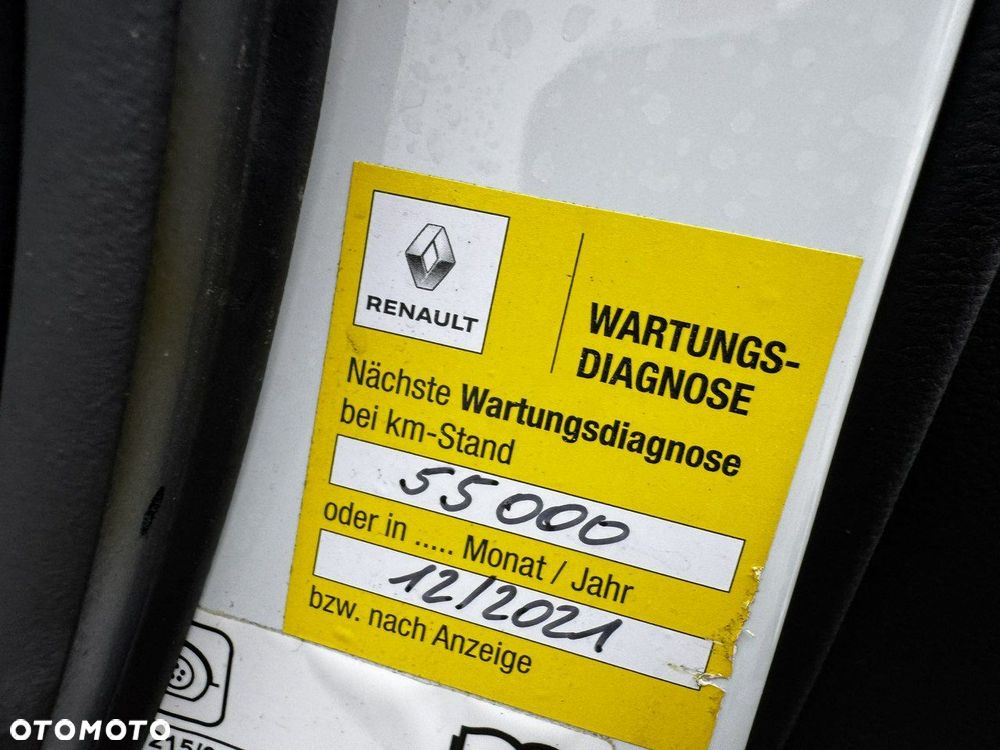 RENAULT
WARTUNGS-
DIAGNOSE
Nächste Wartungsdiagnose
bei km-Stand
55000
oder in ..... Monat / Jahr
12/2021
bzw. nach Anzeige
OTOMOTO